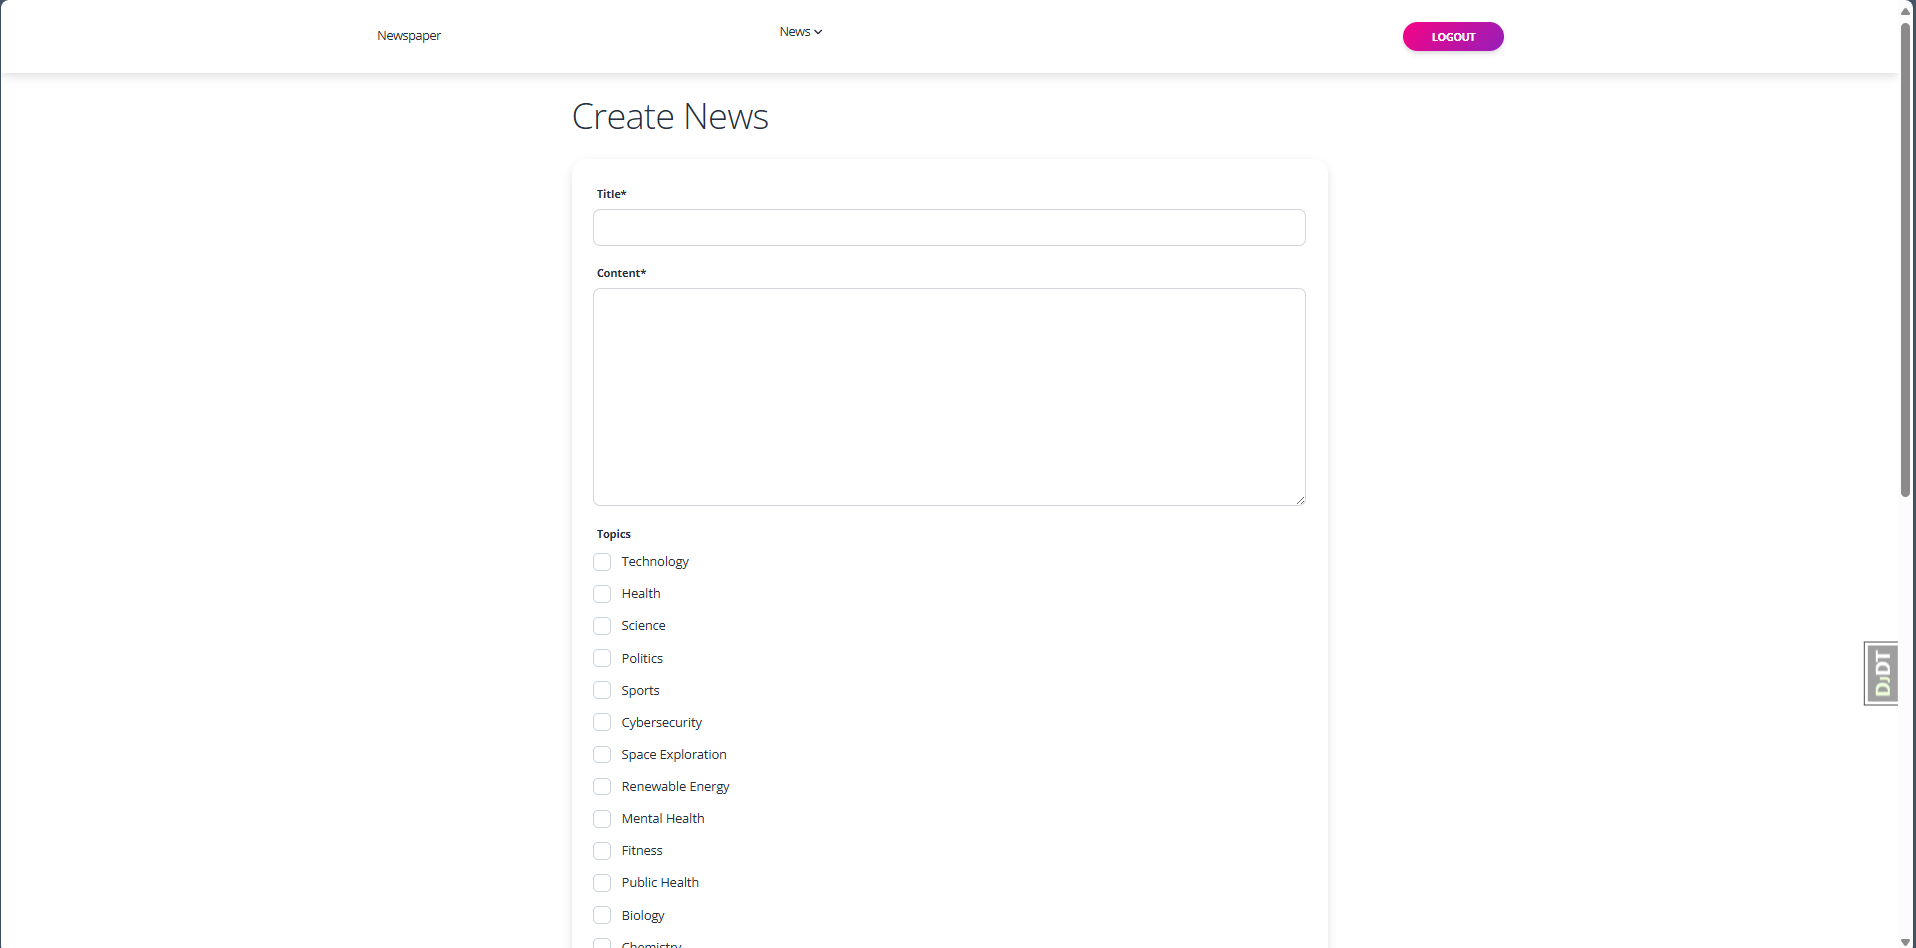 Newspaper
News
LOGOUT
Create News
Title*
Content*
Topics
Technology
Health
Science
Politics
Sports
Cybersecurity
Space Exploration
Renewable Energy
Mental Health
Fitness
Public Health
Biology
Chemistry
DJDT